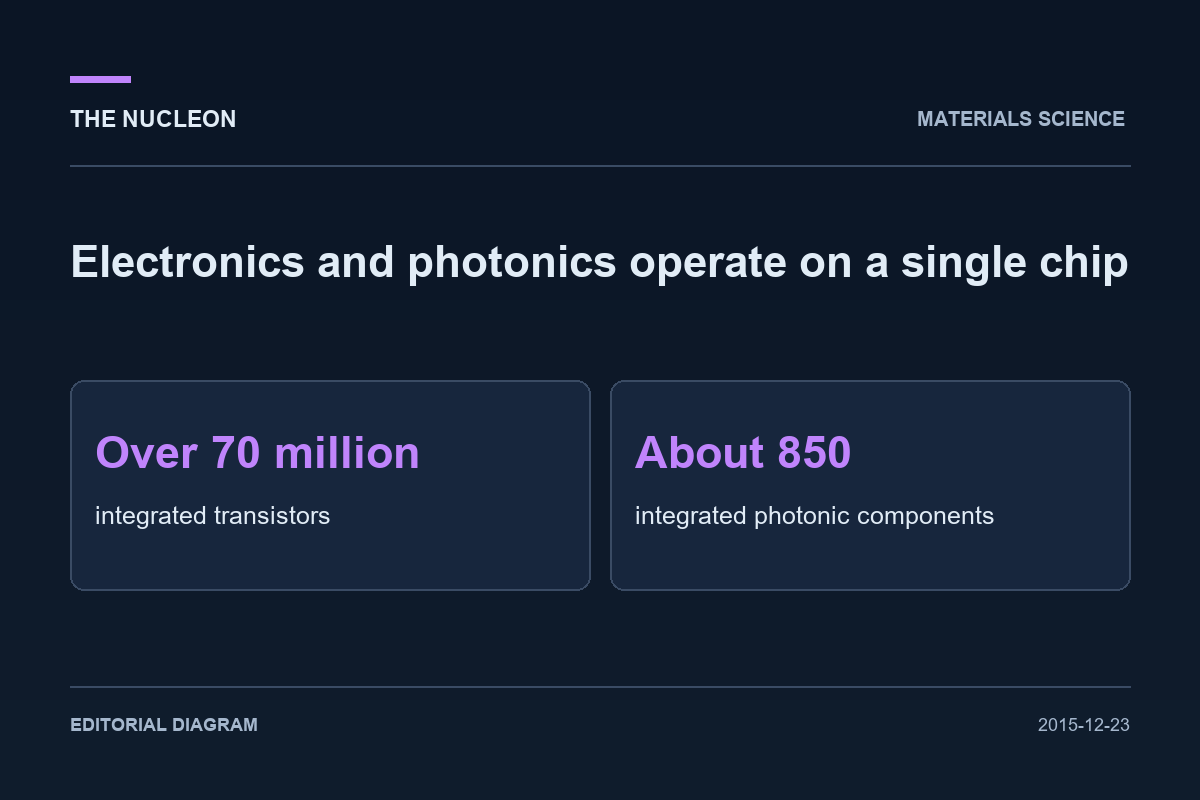 THE NUCLEON
MATERIALS SCIENCE
Electronics and photonics operate on a single chip
Over 70 million
integrated transistors
About 850
integrated photonic components
EDITORIAL DIAGRAM
2015-12-23